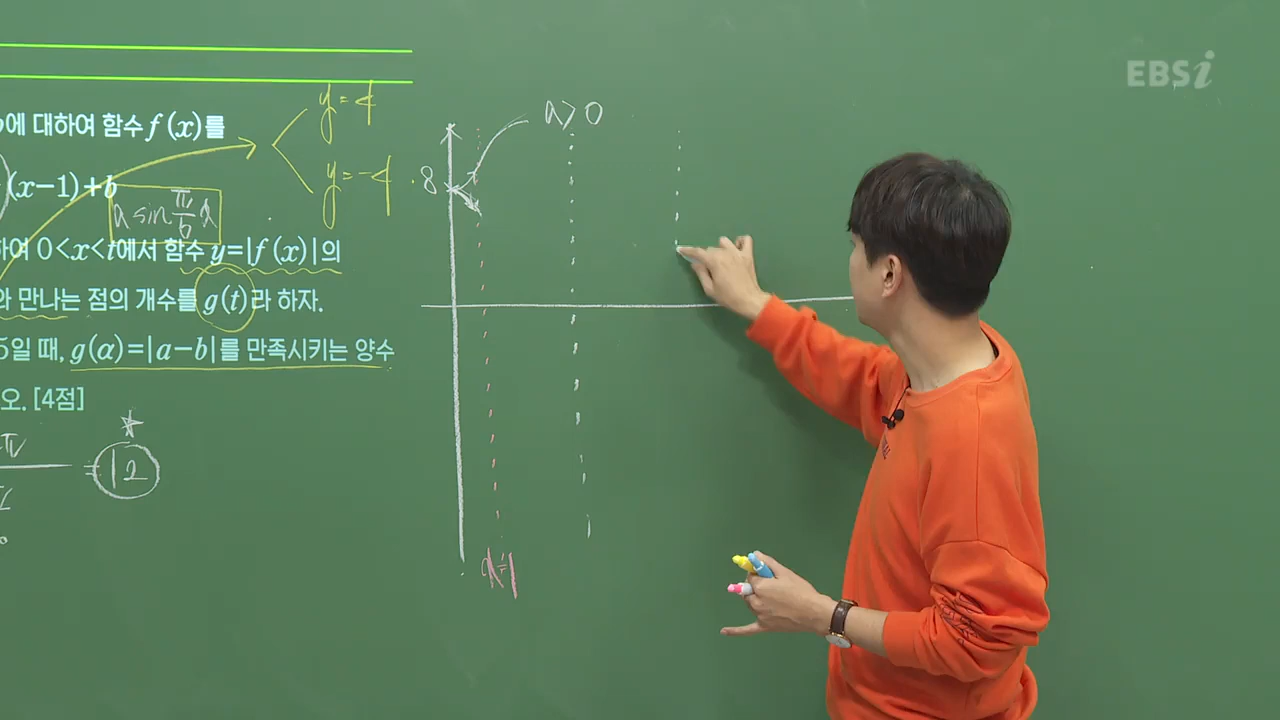 EBSi
에 대하여 함수 f(x)를
(x−1)+b
a sin π/6 x
하여 0<x<t에서 함수 y=|f(x)|의
와 만나는 점의 개수를 g(t)라 하자.
5일 때, g(α)=|a−b|를 만족시키는 양수
오. [4점]
= 12
y=4
y=-4
a>0
8
x=1